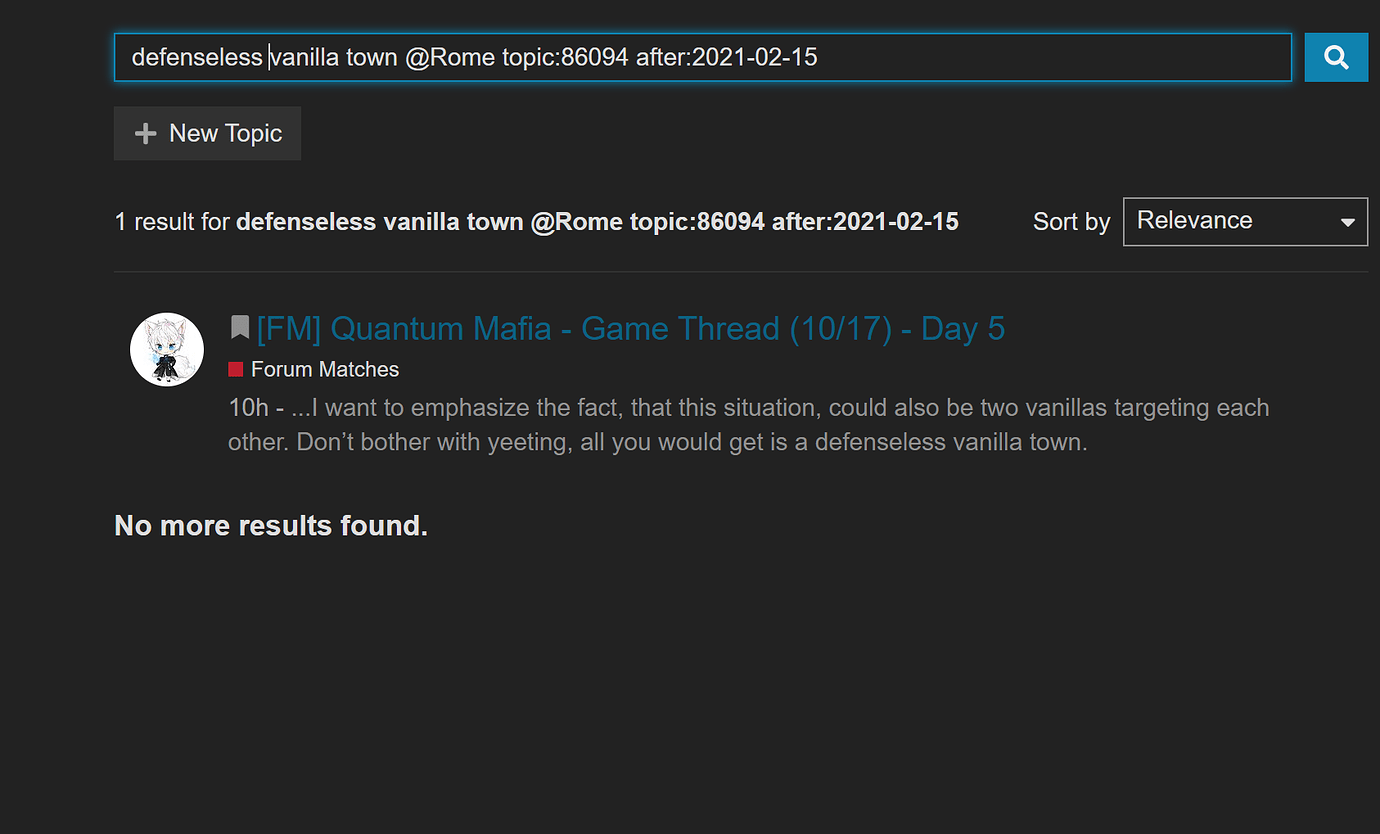 defenseless vanilla town @Rome topic:86094 after:2021-02-15
New Topic
1 result for defenseless vanilla town @Rome topic:86094 after:2021-02-15
Sort by
Relevance
[FM] Quantum Mafia - Game Thread (10/17) - Day 5
Forum Matches
10h - ...I want to emphasize the fact, that this situation, could also be two vanillas targeting each
other. Don’t bother with yeeting, all you would get is a defenseless vanilla town.
No more results found.